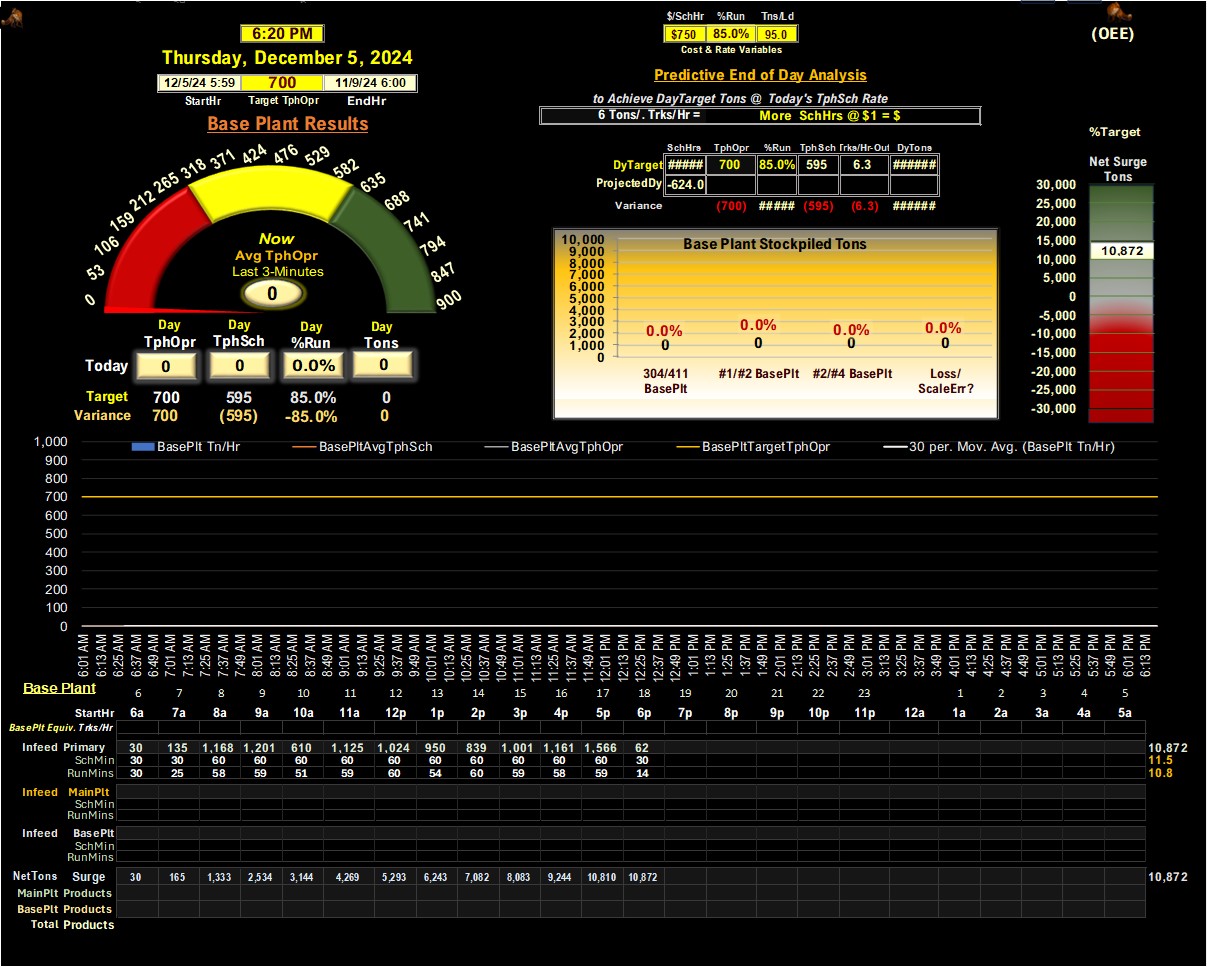 $/SchHr %Run Tns/Ld
$750 85.0% 95.0
Cost & Rate Variables
(OEE)
6:20 PM
Thursday, December 5, 2024
12/5/24 5:59 700 11/9/24 6:00
StartHr Target TphOpr EndHr
Base Plant Results
Predictive End of Day Analysis
to Achieve DayTarget Tons @ Today's TphSch Rate
6 Tons/. Trks/Hr = More SchHrs @ $1 = $
%Target
SchHrs TphOpr %Run TphSch Trks/Hr-Out DyTons
DyTarget ##### 700 85.0% 595 6.3 ######
ProjectedDy -624.0
Variance (700) ##### (595) (6.3) ######
Net Surge
Tons
30,000
25,000
20,000
15,000
10,872
10,000
5,000
0
-5,000
-10,000
-15,000
-20,000
-25,000
-30,000
0 53 106 159 212 265 318 371 424 476 529 582 635 688 741 794 847 900
Now
Avg TphOpr
Last 3-Minutes
0
Day Day Day Day
TphOpr TphSch %Run Tons
Today 0 0 0.0% 0
Target 700 595 85.0% 0
Variance 700 (595) -85.0% 0
Base Plant Stockpiled Tons
10,000
9,000
8,000
7,000
6,000
5,000
4,000
3,000
2,000
1,000
0
0.0% 0.0% 0.0% 0.0%
0 0 0 0
304/411 #1/#2 BasePlt #2/#4 BasePlt Loss/
BasePlt ScaleErr?
BasePlt Tn/Hr BasePltAvgTphSch BasePltAvgTphOpr BasePltTargetTphOpr 30 per. Mov. Avg. (BasePlt Tn/Hr)
1,000
900
800
700
600
500
400
300
200
100
0
6:01 AM 6:13 AM 6:25 AM 6:37 AM 6:49 AM 7:01 AM 7:13 AM 7:25 AM 7:37 AM 7:49 AM 8:01 AM 8:13 AM 8:25 AM 8:37 AM 8:49 AM 9:01 AM 9:13 AM 9:25 AM 9:37 AM 9:49 AM 10:01 AM 10:13 AM 10:25 AM 10:37 AM 10:49 AM 11:01 AM 11:13 AM 11:25 AM 11:37 AM 11:49 AM 12:01 PM 12:13 PM 12:25 PM 12:37 PM 12:49 PM 1:01 PM 1:13 PM 1:25 PM 1:37 PM 1:49 PM 2:01 PM 2:13 PM 2:25 PM 2:37 PM 2:49 PM 3:01 PM 3:13 PM 3:25 PM 3:37 PM 3:49 PM 4:01 PM 4:13 PM 4:25 PM 4:37 PM 4:49 PM 5:01 PM 5:13 PM 5:25 PM 5:37 PM 5:49 PM 6:01 PM 6:13 PM
Base Plant 6 7 8 9 10 11 12 13 14 15 16 17 18 19 20 21 22 23 1 2 3 4 5
StartHr 6a 7a 8a 9a 10a 11a 12p 1p 2p 3p 4p 5p 6p 7p 8p 9p 10p 11p 12a 1a 2a 3a 4a 5a
BasePlt Equiv. Trks/Hr
Infeed Primary 30 135 1,168 1,201 610 1,125 1,024 950 839 1,001 1,161 1,566 62 10,872
SchMin 30 30 60 60 60 60 60 60 60 60 60 60 30 11.5
RunMins 30 25 58 59 51 59 60 54 60 59 58 59 14 10.8
Infeed MainPlt
SchMin
RunMins
Infeed BasePlt
SchMin
RunMins
NetTons Surge 30 165 1,333 2,534 3,144 4,269 5,293 6,243 7,082 8,083 9,244 10,810 10,872 10,872
MainPlt Products
BasePlt Products
Total Products